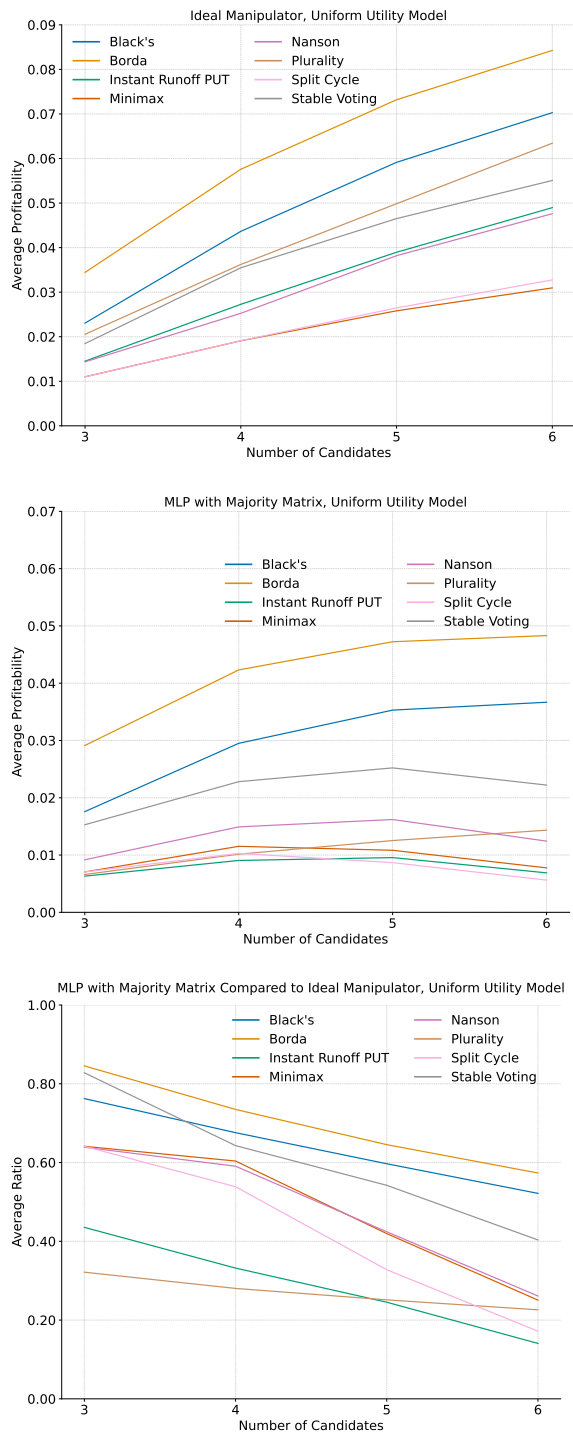 Ideal Manipulator, Uniform Utility Model
0.09
0.08
0.07
0.06
0.05
0.04
0.03
0.02
0.01
0.00
Average Profitability
Black's
Borda
Instant Runoff PUT
Minimax
Nanson
Plurality
Split Cycle
Stable Voting
3 4 5 6
Number of Candidates
MLP with Majority Matrix, Uniform Utility Model
0.07
0.06
0.05
0.04
0.03
0.02
0.01
0.00
Average Profitability
Black's
Borda
Instant Runoff PUT
Minimax
Nanson
Plurality
Split Cycle
Stable Voting
3 4 5 6
Number of Candidates
MLP with Majority Matrix Compared to Ideal Manipulator, Uniform Utility Model
1.00
0.80
0.60
0.40
0.20
0.00
Average Ratio
Black's
Borda
Instant Runoff PUT
Minimax
Nanson
Plurality
Split Cycle
Stable Voting
3 4 5 6
Number of Candidates